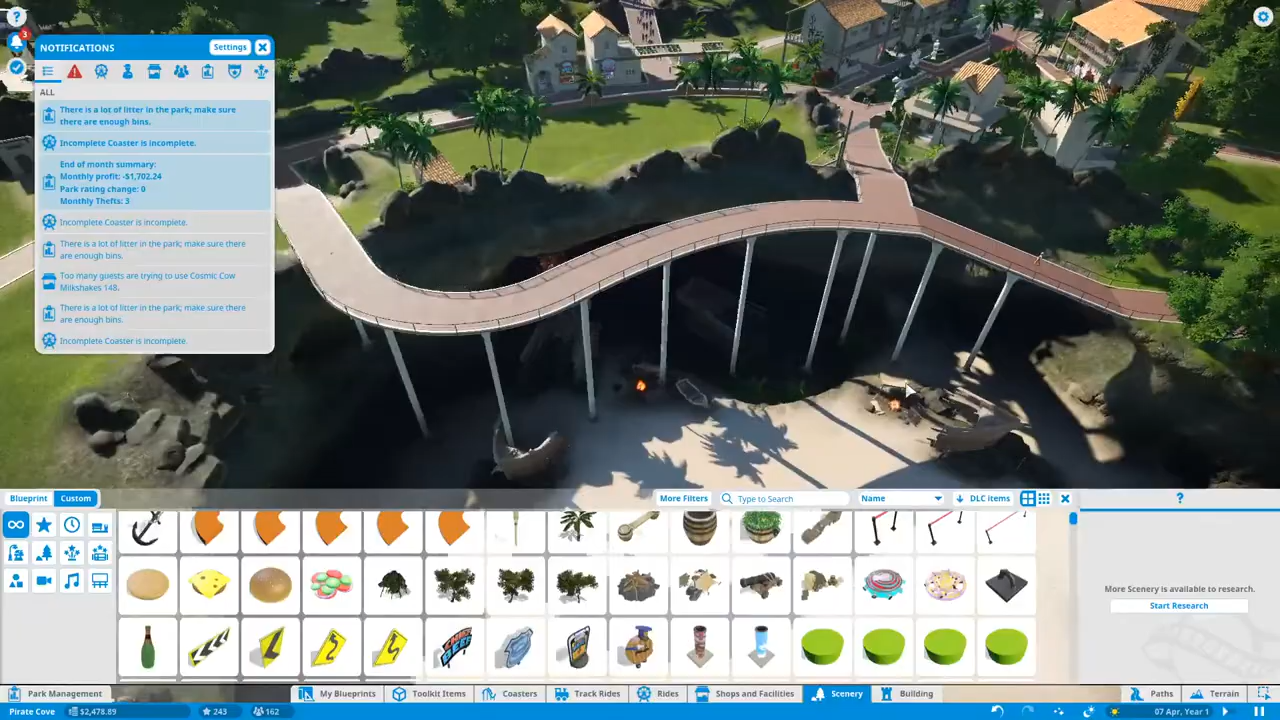 ?
3
NOTIFICATIONS
Settings
ALL
There is a lot of litter in the park; make sure
there are enough bins.
Incomplete Coaster is incomplete.
End of month summary:
Monthly profit: -$1,702.24
Park rating change: 0
Monthly Thefts: 3
Incomplete Coaster is incomplete.
There is a lot of litter in the park; make sure there
are enough bins.
Too many guests are trying to use Cosmic Cow
Milkshakes 148.
There is a lot of litter in the park; make sure there
are enough bins.
Incomplete Coaster is incomplete.
Blueprint
Custom
More Filters
Type to Search
Name
DLC items
?
More Scenery is available to research.
Start Research
Park Management
My Blueprints
Toolkit Items
Coasters
Track Rides
Rides
Shops and Facilities
Scenery
Building
Paths
Terrain
Pirate Cove
$2,478.89
243
162
07 Apr, Year 1